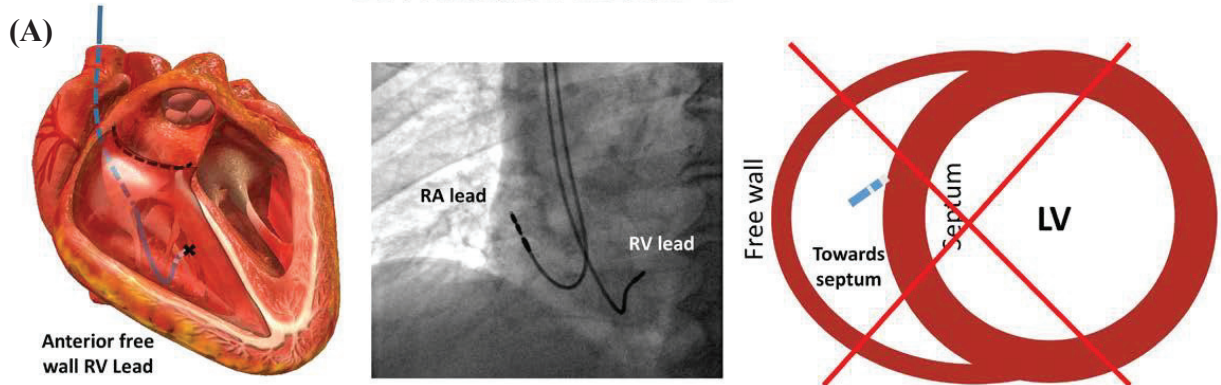 (A)
Anterior free
wall RV Lead
RA lead
RV lead
Free wall
Towards
septum
septum
LV